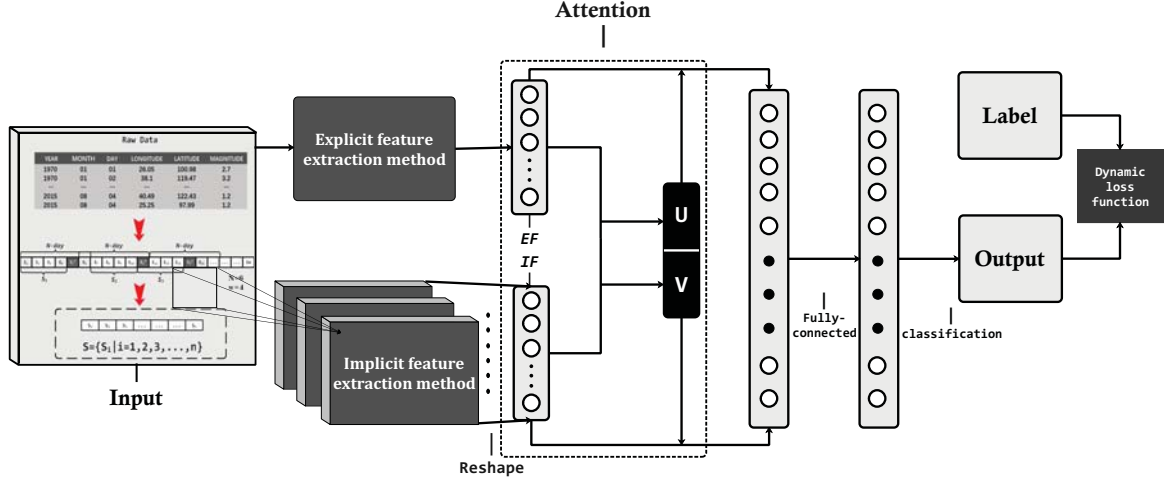 Attention
Raw Data
YEAR MONTH DAY LONGITUDE LATITUDE MAGNITUDE
1970 01 01 26.05 100.98 2.7
1970 01 02 38.1 119.47 3.2
... ... ... ... ... ...
2015 08 04 40.49 122.43 1.2
2015 08 04 25.25 97.99 1.2
N-day N-day N-day
S₁ S₂ S₃
S={Sᵢ|i=1,2,3,...,n}
Input
Explicit feature
extraction method
Implicit feature
extraction method
Reshape
EF
IF
U
V
Fully-
connected
classification
Label
Output
Dynamic
loss
function